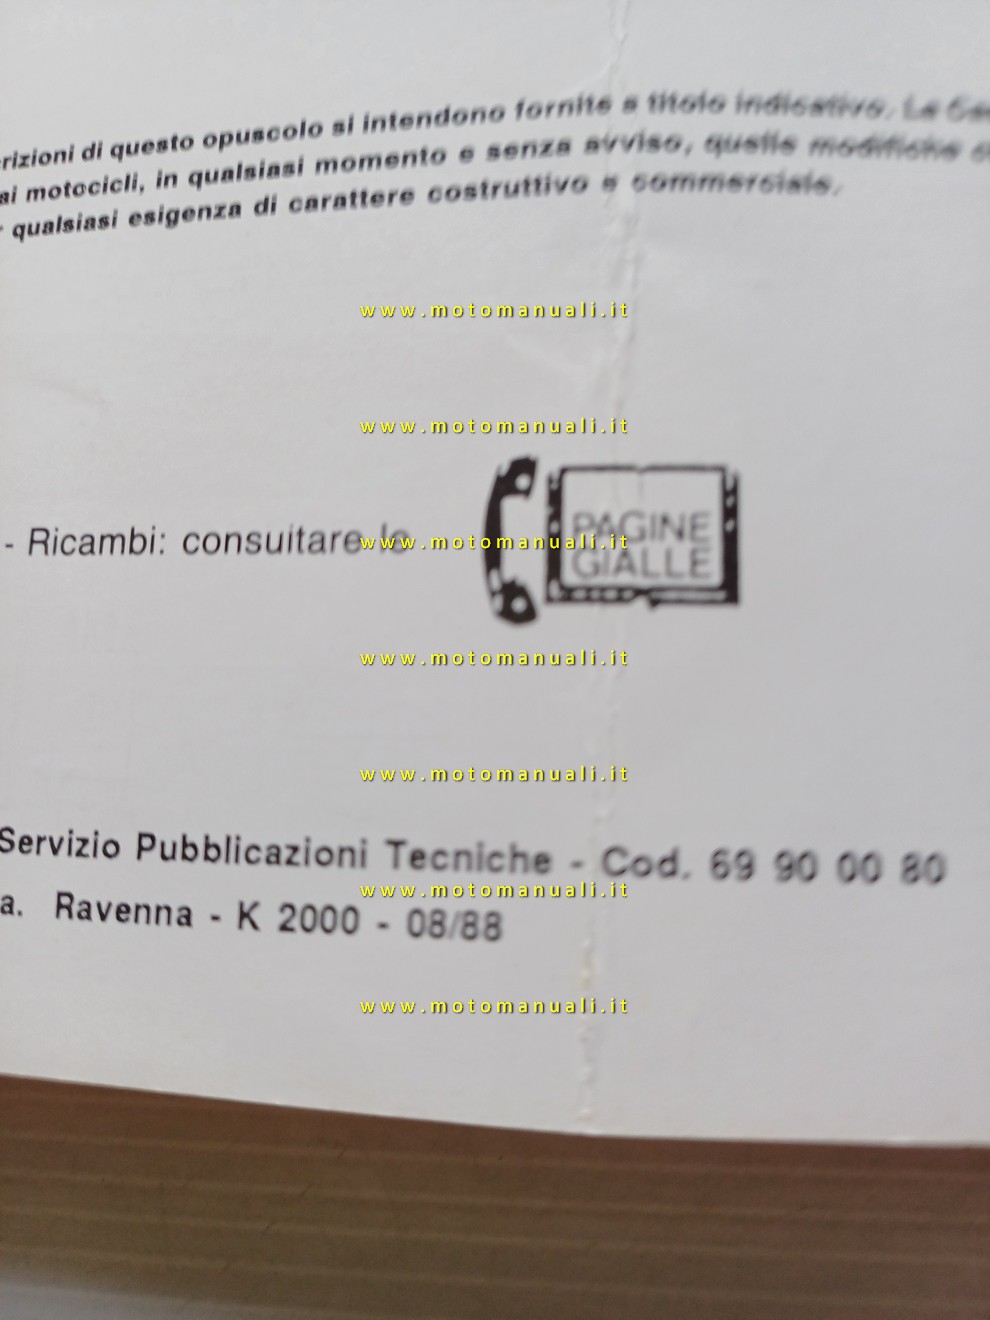 rizioni di questo opuscolo si intendono fornite a titolo indicativo. La
ai motocicli, in qualsiasi momento e senza avviso, quelle modifiche
qualsiasi esigenza di carattere costruttivo e commerciale.
www.motomanuali.it
www.motomanuali.it
- Ricambi: consuitare le
PAGINE
GIALLE
www.motomanuali.it
www.motomanuali.it
www.motomanuali.it
Servizio Pubblicazioni Tecniche - Cod. 69 90 00 80
www.motomanuali.it
a. Ravenna - K 2000 - 08/88
www.motomanuali.it